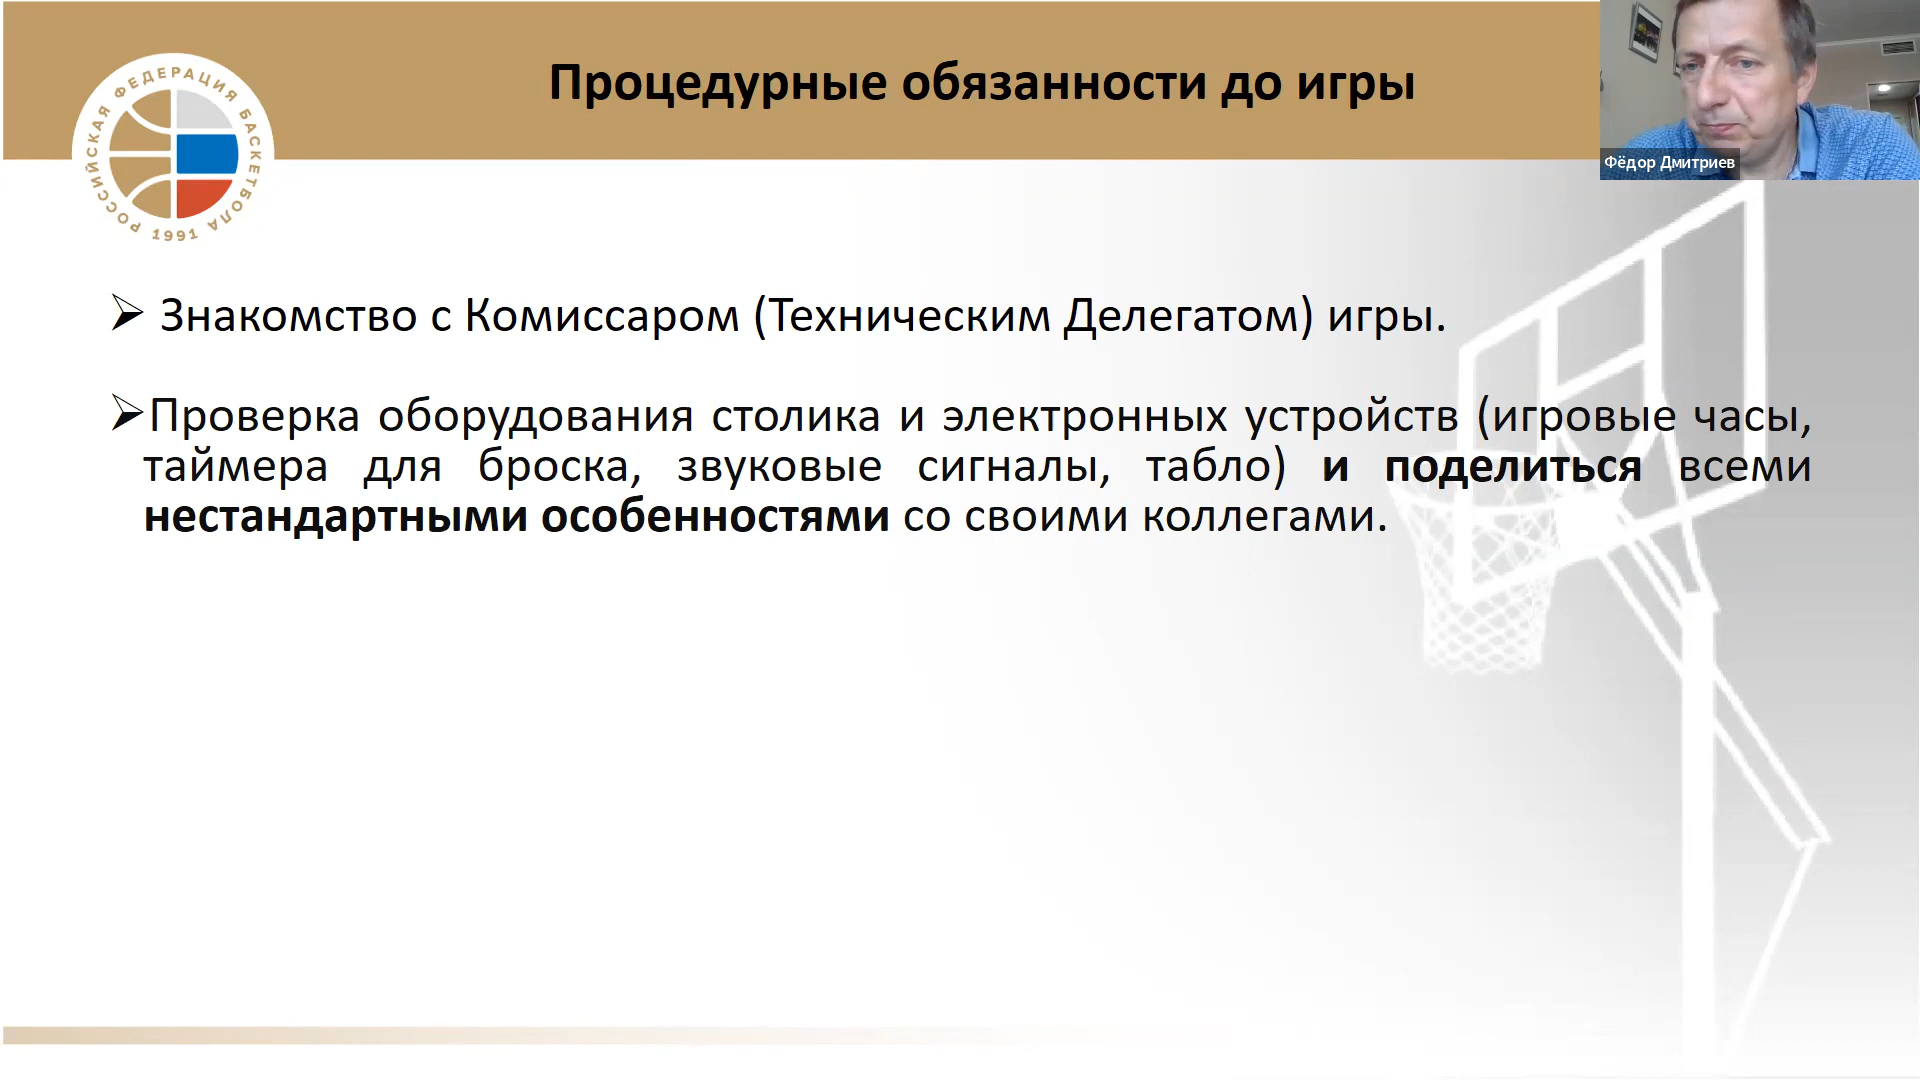 РОССИЙСКАЯ ФЕДЕРАЦИЯ БАСКЕТБОЛА
1991
Процедурные обязанности до игры
Фёдор Дмитриев
➢ Знакомство с Комиссаром (Техническим Делегатом) игры.
➢Проверка оборудования столика и электронных устройств (игровые часы,
таймера для броска, звуковые сигналы, табло) и поделиться всеми
нестандартными особенностями со своими коллегами.